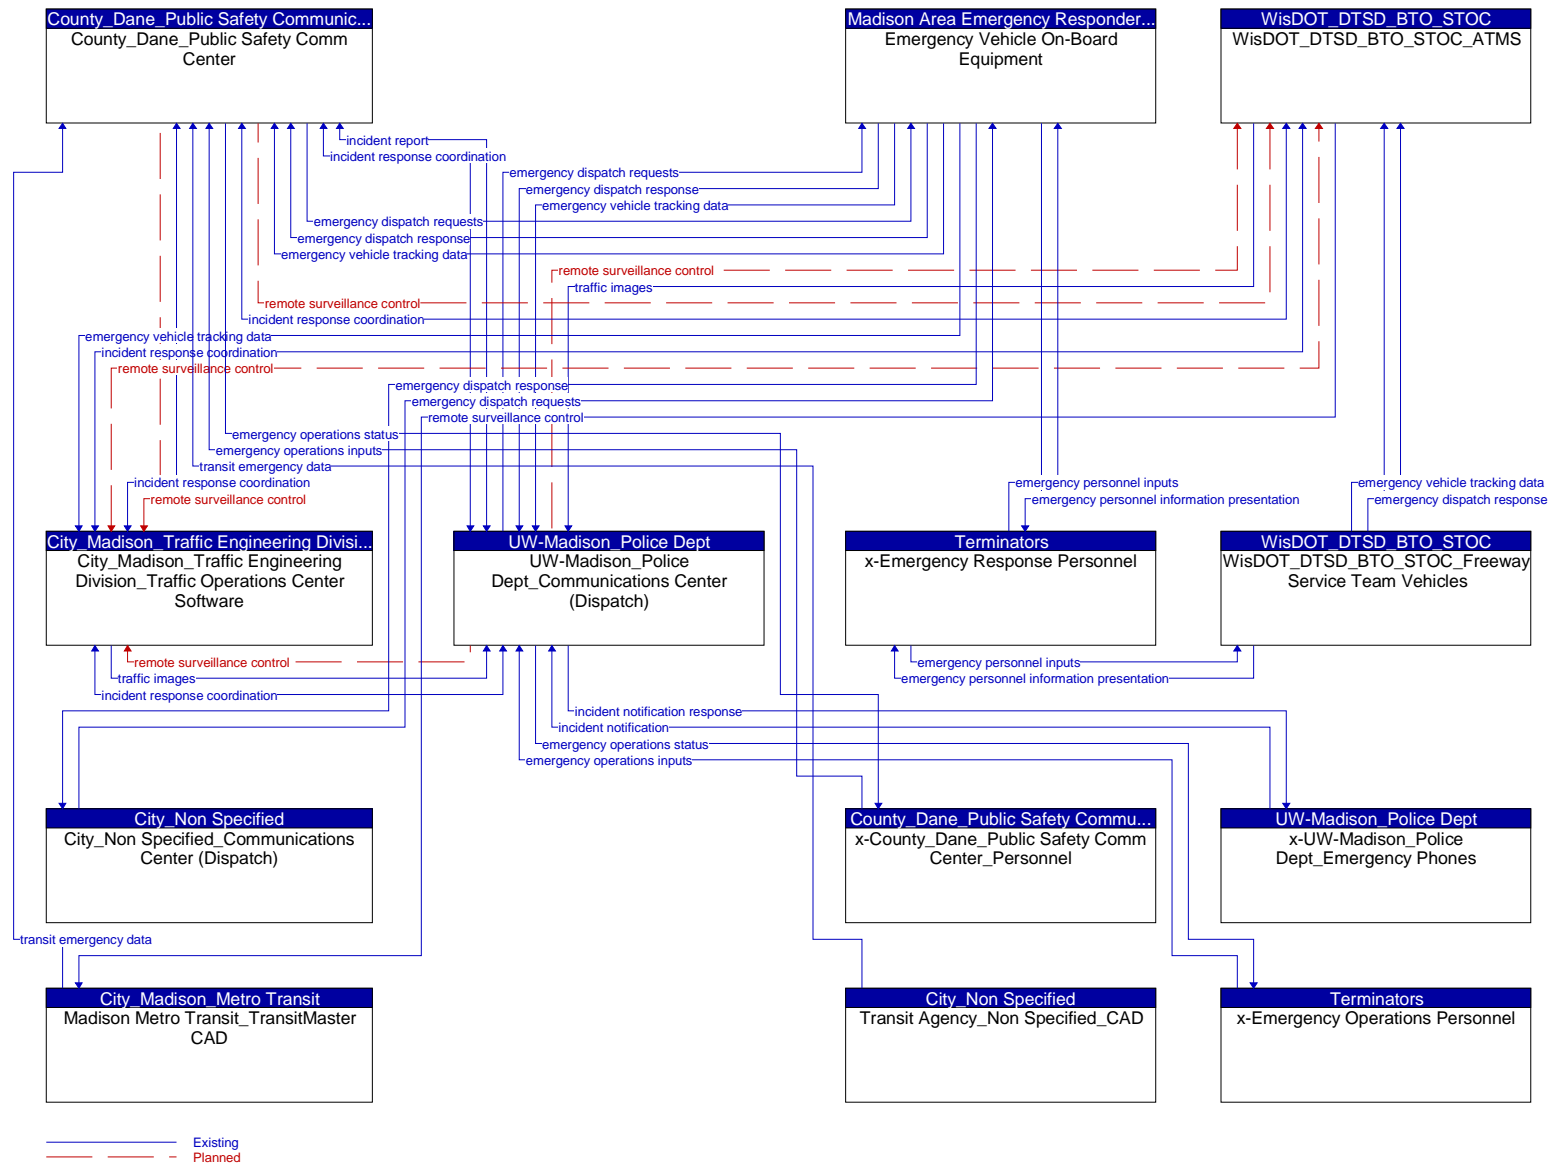 County_Dane_Public Safety Communic...
County_Dane_Public Safety Comm
Center
Madison Area Emergency Responder...
Emergency Vehicle On-Board
Equipment
WisDOT_DTSD_BTO_STOC
WisDOT_DTSD_BTO_STOC_ATMS
incident report
incident response coordination
emergency dispatch requests
emergency dispatch response
emergency vehicle tracking data
emergency dispatch requests
emergency dispatch response
emergency vehicle tracking data
remote surveillance control
traffic images
remote surveillance control
incident response coordination
emergency vehicle tracking data
incident response coordination
remote surveillance control
emergency dispatch response
emergency dispatch requests
remote surveillance control
emergency operations status
emergency operations inputs
transit emergency data
incident response coordination
remote surveillance control
emergency personnel inputs
emergency personnel information presentation
emergency vehicle tracking data
emergency dispatch response
City_Madison_Traffic Engineering Divisi...
City_Madison_Traffic Engineering
Division_Traffic Operations Center
Software
UW-Madison_Police Dept
UW-Madison_Police
Dept_Communications Center
(Dispatch)
Terminators
x-Emergency Response Personnel
WisDOT_DTSD_BTO_STOC
WisDOT_DTSD_BTO_STOC_Freeway
Service Team Vehicles
remote surveillance control
traffic images
incident response coordination
emergency personnel inputs
emergency personnel information presentation
incident notification response
incident notification
emergency operations status
emergency operations inputs
City_Non Specified
City_Non Specified_Communications
Center (Dispatch)
County_Dane_Public Safety Commu...
x-County_Dane_Public Safety Comm
Center_Personnel
UW-Madison_Police Dept
x-UW-Madison_Police
Dept_Emergency Phones
transit emergency data
City_Madison_Metro Transit
Madison Metro Transit_TransitMaster
CAD
City_Non Specified
Transit Agency_Non Specified_CAD
Terminators
x-Emergency Operations Personnel
Existing
Planned